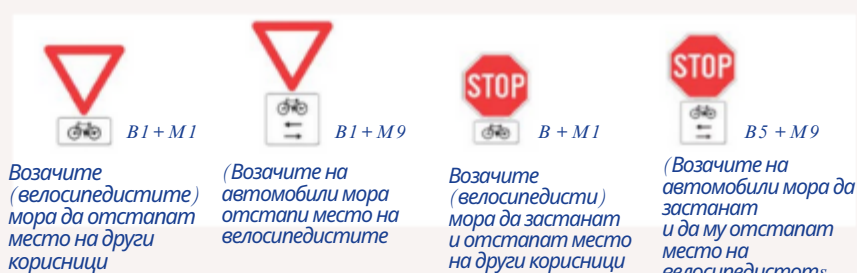 STOP
STOP
B1+M1
B1+M9
B+M1
B5+M9
Возачите
(велосипедистите)
мора да отстапат
место на други
корисници
(Возачите на
автомобили мора
отстапи место на
велосипедистите
Возачите
(велосипедисти)
мора да застанат
и отстапат место
на други корисници
(Возачите на
автомобили мора да
застанат
и да му отстапат
место на